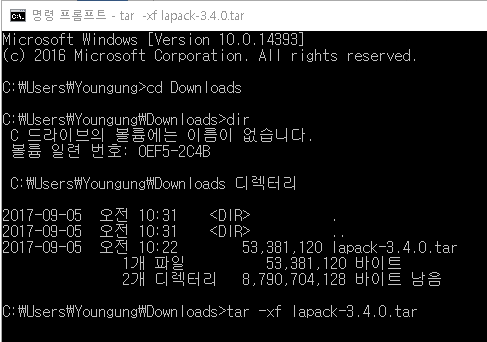 명령 프롬프트 - tar -xf lapack-3.4.0.tar
Microsoft Windows [Version 10.0.14393]
(c) 2016 Microsoft Corporation. All rights reserved.
C:₩Users₩Youngung>cd Downloads
C:₩Users₩Youngung₩Downloads>dir
C 드라이브의 볼륨에는 이름이 없습니다.
볼륨 일련 번호: 0EF5-2C4B
C:₩Users₩Youngung₩Downloads 디렉터리
2017-09-05 오전 10:31 <DIR> .
2017-09-05 오전 10:31 <DIR> ..
2017-09-05 오전 10:22 53,381,120 lapack-3.4.0.tar
1개 파일 53,381,120 바이트
2개 디렉터리 8,790,704,128 바이트 남음
C:₩Users₩Youngung₩Downloads>tar -xf lapack-3.4.0.tar